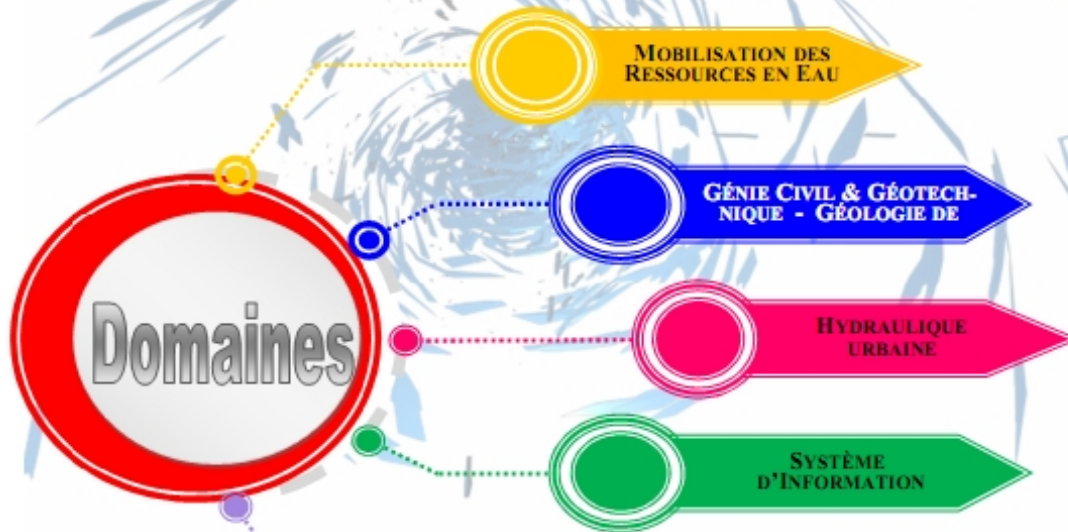 MOBILISATION DES
RESSOURCES EN EAU
GÉNIE CIVIL & GÉOTECH-
NIQUE - GÉOLOGIE DE
Domaines
HYDRAULIQUE
URBAINE
SYSTÈME
D'INFORMATION